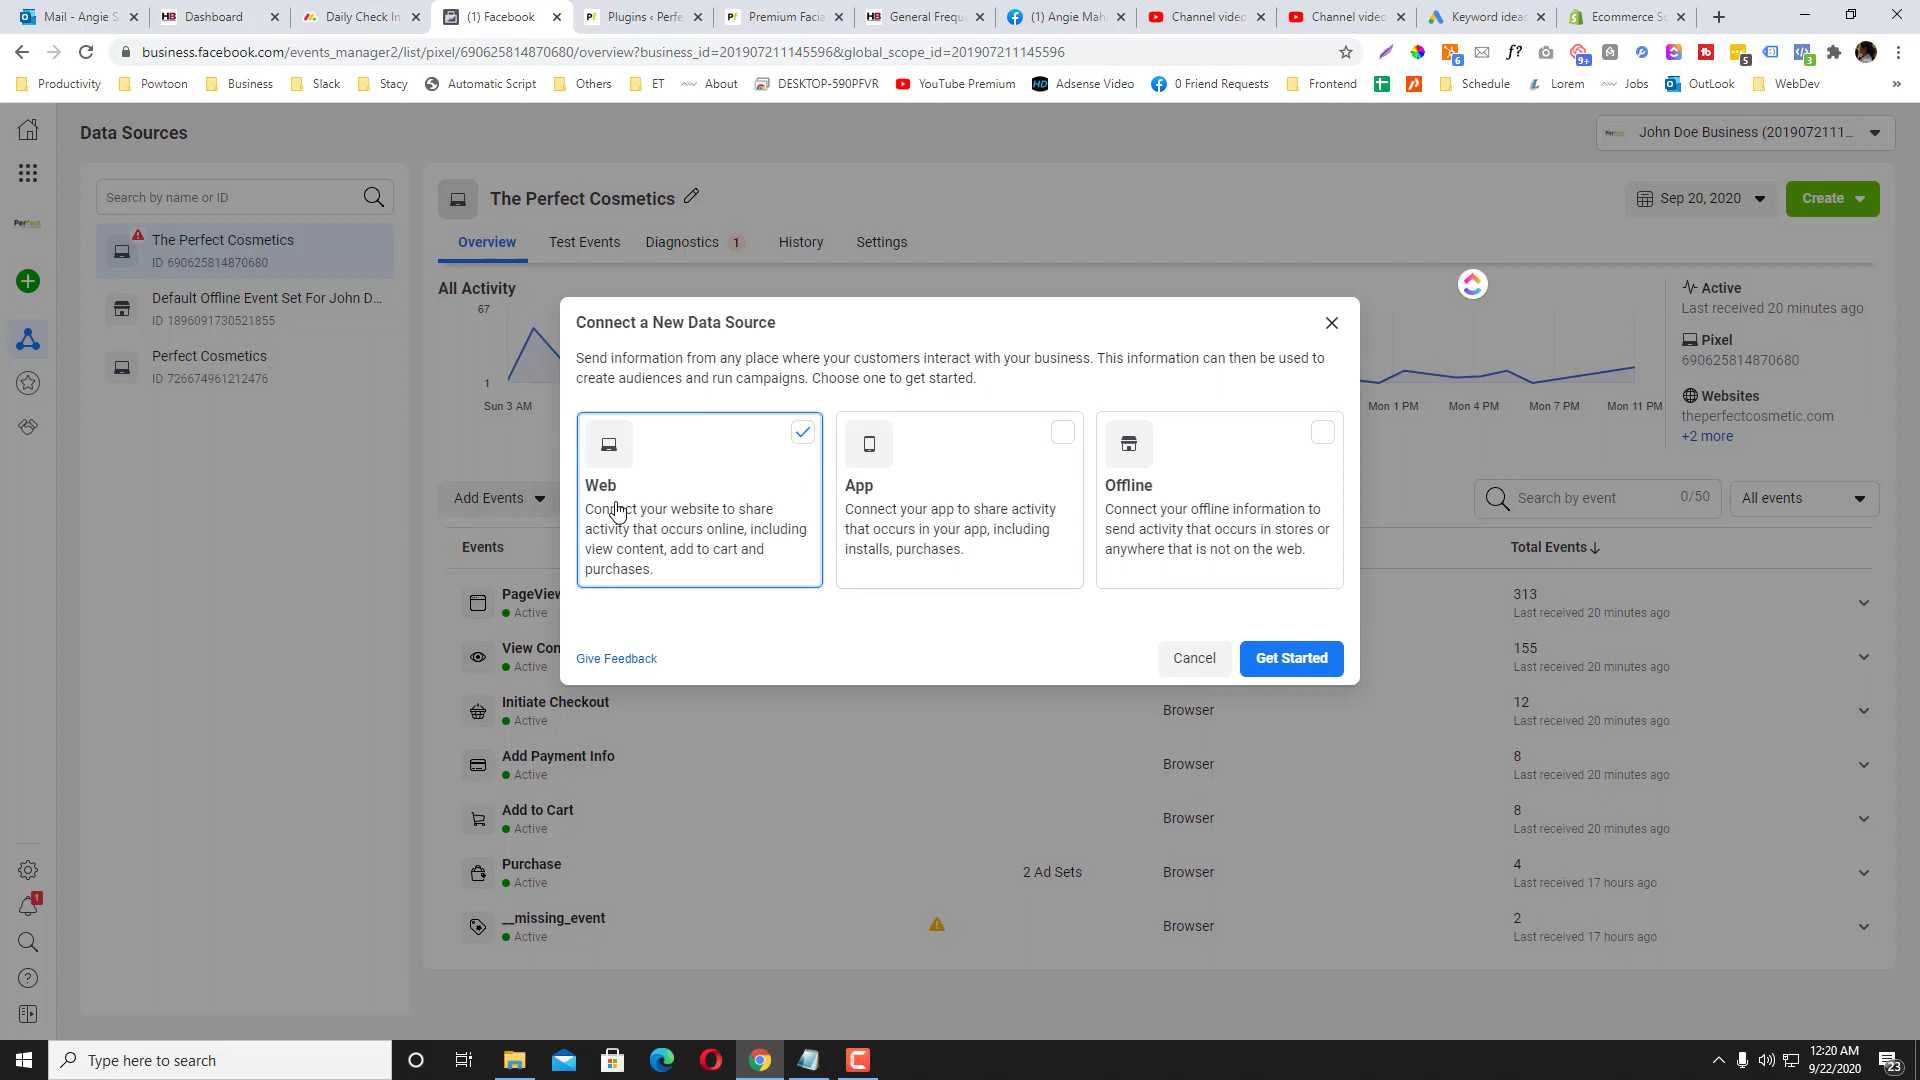 Mail - Angie S
Dashboard
Daily Check In
(1) Facebook
Plugins ‹ Perfe
Premium Facia
General Frequ
(1) Angie Mah
Channel video
Channel video
Keyword ideas
Ecommerce So
business.facebook.com/events_manager2/list/pixel/690625814870680/overview?business_id=201907211145596&global_scope_id=201907211145596
f?
6
9+
5
3
Productivity
Powtoon
Business
Slack
Stacy
Automatic Script
Others
ET
About
DESKTOP-590PFVR
YouTube Premium
Adsense Video
0 Friend Requests
Frontend
Schedule
Lorem
Jobs
OutLook
WebDev
»
Data Sources
John Doe Business (2019072111...
Search by name or ID
The Perfect Cosmetics
ID 690625814870680
Default Offline Event Set For John D...
ID 1896091730521855
Perfect Cosmetics
ID 726674961212476
The Perfect Cosmetics
Sep 20, 2020
Create
Overview
Test Events
Diagnostics 1
History
Settings
All Activity
67
1
Sun 3 AM
Mon 1 PM
Mon 4 PM
Mon 7 PM
Mon 11 PM
Active
Last received 20 minutes ago
Pixel
690625814870680
Websites
theperfectcosmetic.com
+2 more
Connect a New Data Source
Send information from any place where your customers interact with your business. This information can then be used to
create audiences and run campaigns. Choose one to get started.
Web
Connect your website to share
activity that occurs online, including
view content, add to cart and
purchases.
App
Connect your app to share activity
that occurs in your app, including
installs, purchases.
Offline
Connect your offline information to
send activity that occurs in stores or
anywhere that is not on the web.
Give Feedback
Cancel
Get Started
Add Events
Search by event
0/50
All events
Events
Total Events
PageView
Active
313
Last received 20 minutes ago
View Con
Active
155
Last received 20 minutes ago
Initiate Checkout
Active
Browser
12
Last received 20 minutes ago
Add Payment Info
Active
Browser
8
Last received 20 minutes ago
Add to Cart
Active
Browser
8
Last received 20 minutes ago
Purchase
Active
2 Ad Sets
Browser
4
Last received 17 hours ago
__missing_event
Active
Browser
2
Last received 17 hours ago
1
Type here to search
12:20 AM
9/22/2020
23